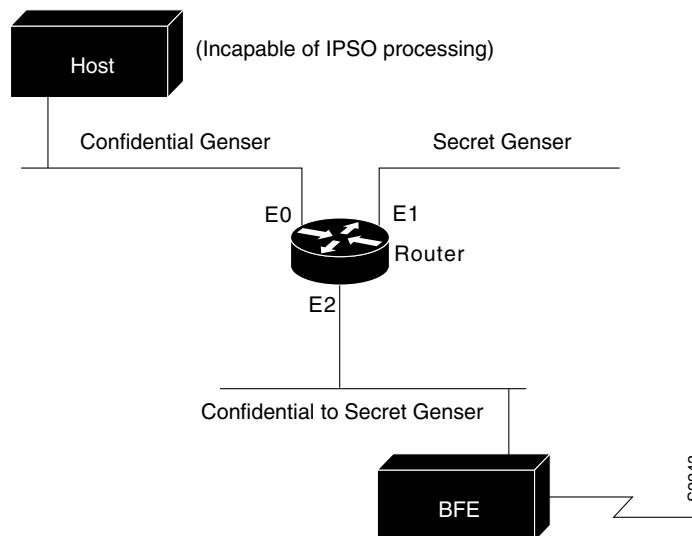 (Incapable of IPSO processing)
Host
Confidential Genser
Secret Genser
E0
E1
Router
E2
Confidential to Secret Genser
BFE